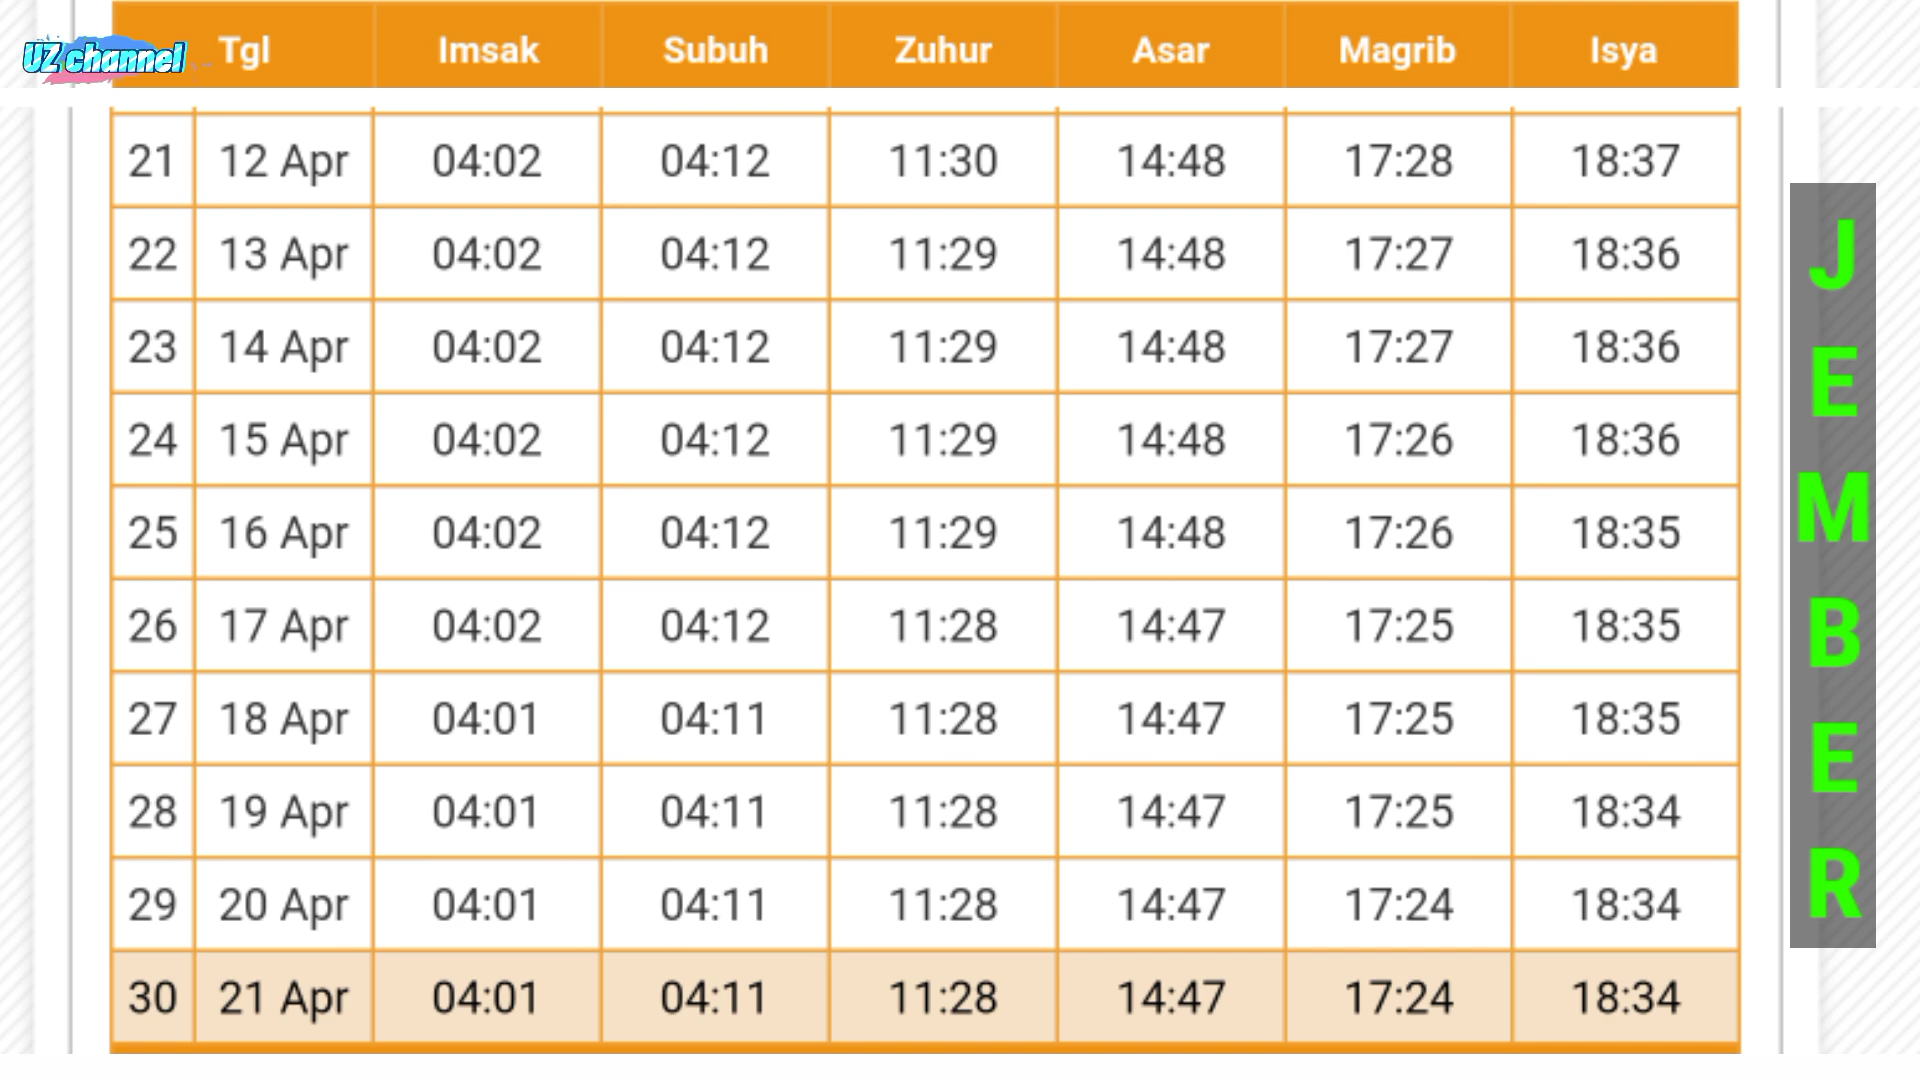 UZ channel
Tgl Imsak Subuh Zuhur Asar Magrib Isya
21 12 Apr 04:02 04:12 11:30 14:48 17:28 18:37
22 13 Apr 04:02 04:12 11:29 14:48 17:27 18:36
23 14 Apr 04:02 04:12 11:29 14:48 17:27 18:36
24 15 Apr 04:02 04:12 11:29 14:48 17:26 18:36
25 16 Apr 04:02 04:12 11:29 14:48 17:26 18:35
26 17 Apr 04:02 04:12 11:28 14:47 17:25 18:35
27 18 Apr 04:01 04:11 11:28 14:47 17:25 18:35
28 19 Apr 04:01 04:11 11:28 14:47 17:25 18:34
29 20 Apr 04:01 04:11 11:28 14:47 17:24 18:34
30 21 Apr 04:01 04:11 11:28 14:47 17:24 18:34
JEMBER